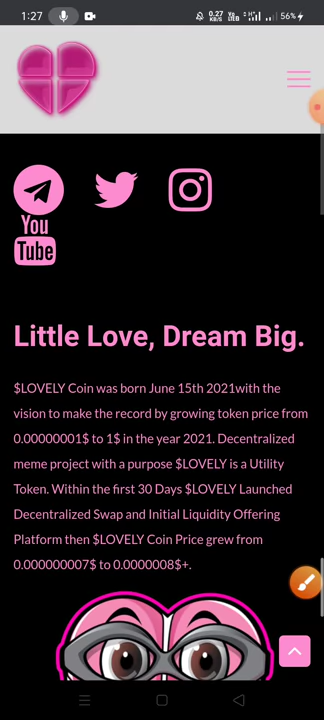 1:27
0.27
KB/S
Vo
LTE
H
56%
You
Tube
Little Love, Dream Big.
$LOVELY Coin was born June 15th 2021with the
vision to make the record by growing token price from
0.00000001$ to 1$ in the year 2021. Decentralized
meme project with a purpose $LOVELY is a Utility
Token. Within the first 30 Days $LOVELY Launched
Decentralized Swap and Initial Liquidity Offering
Platform then $LOVELY Coin Price grew from
0.000000007$ to 0.0000008$+.